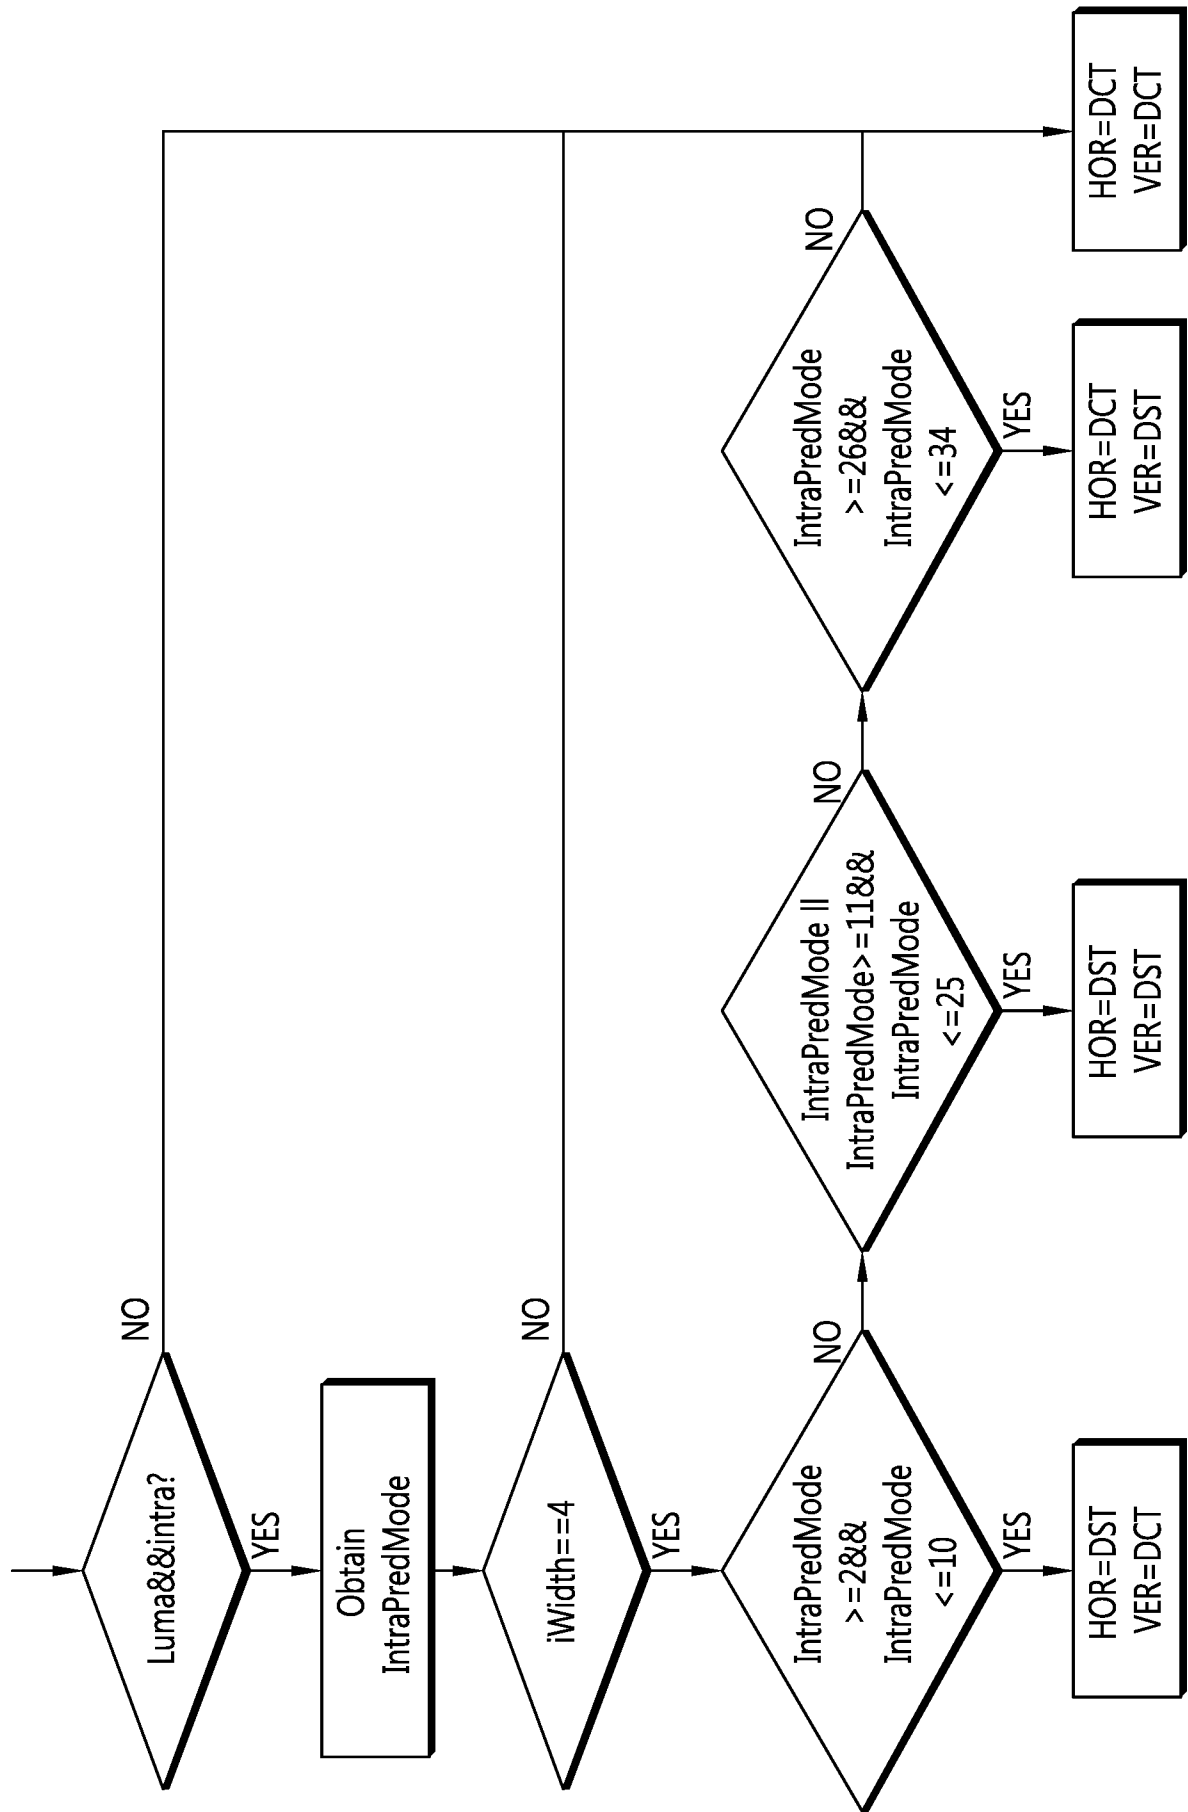 Luma&&intra?
NO
YES
Obtain
IntraPredMode
iWidth==4
NO
YES
IntraPredMode
>=2&&
IntraPredMode
<=10
NO
YES
HOR=DST
VER=DCT
IntraPredMode ||
IntraPredMode>=11&&
IntraPredMode
<=25
NO
YES
HOR=DST
VER=DST
IntraPredMode
>=26&&
IntraPredMode
<=34
NO
YES
HOR=DCT
VER=DST
HOR=DCT
VER=DCT